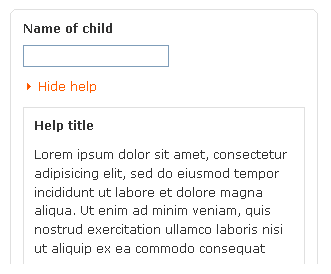 Name of child
Hide help
Help title
Lorem ipsum dolor sit amet, consectetur
adipisicing elit, sed do eiusmod tempor
incididunt ut labore et dolore magna
aliqua. Ut enim ad minim veniam, quis
nostrud exercitation ullamco laboris nisi
ut aliquip ex ea commodo consequat